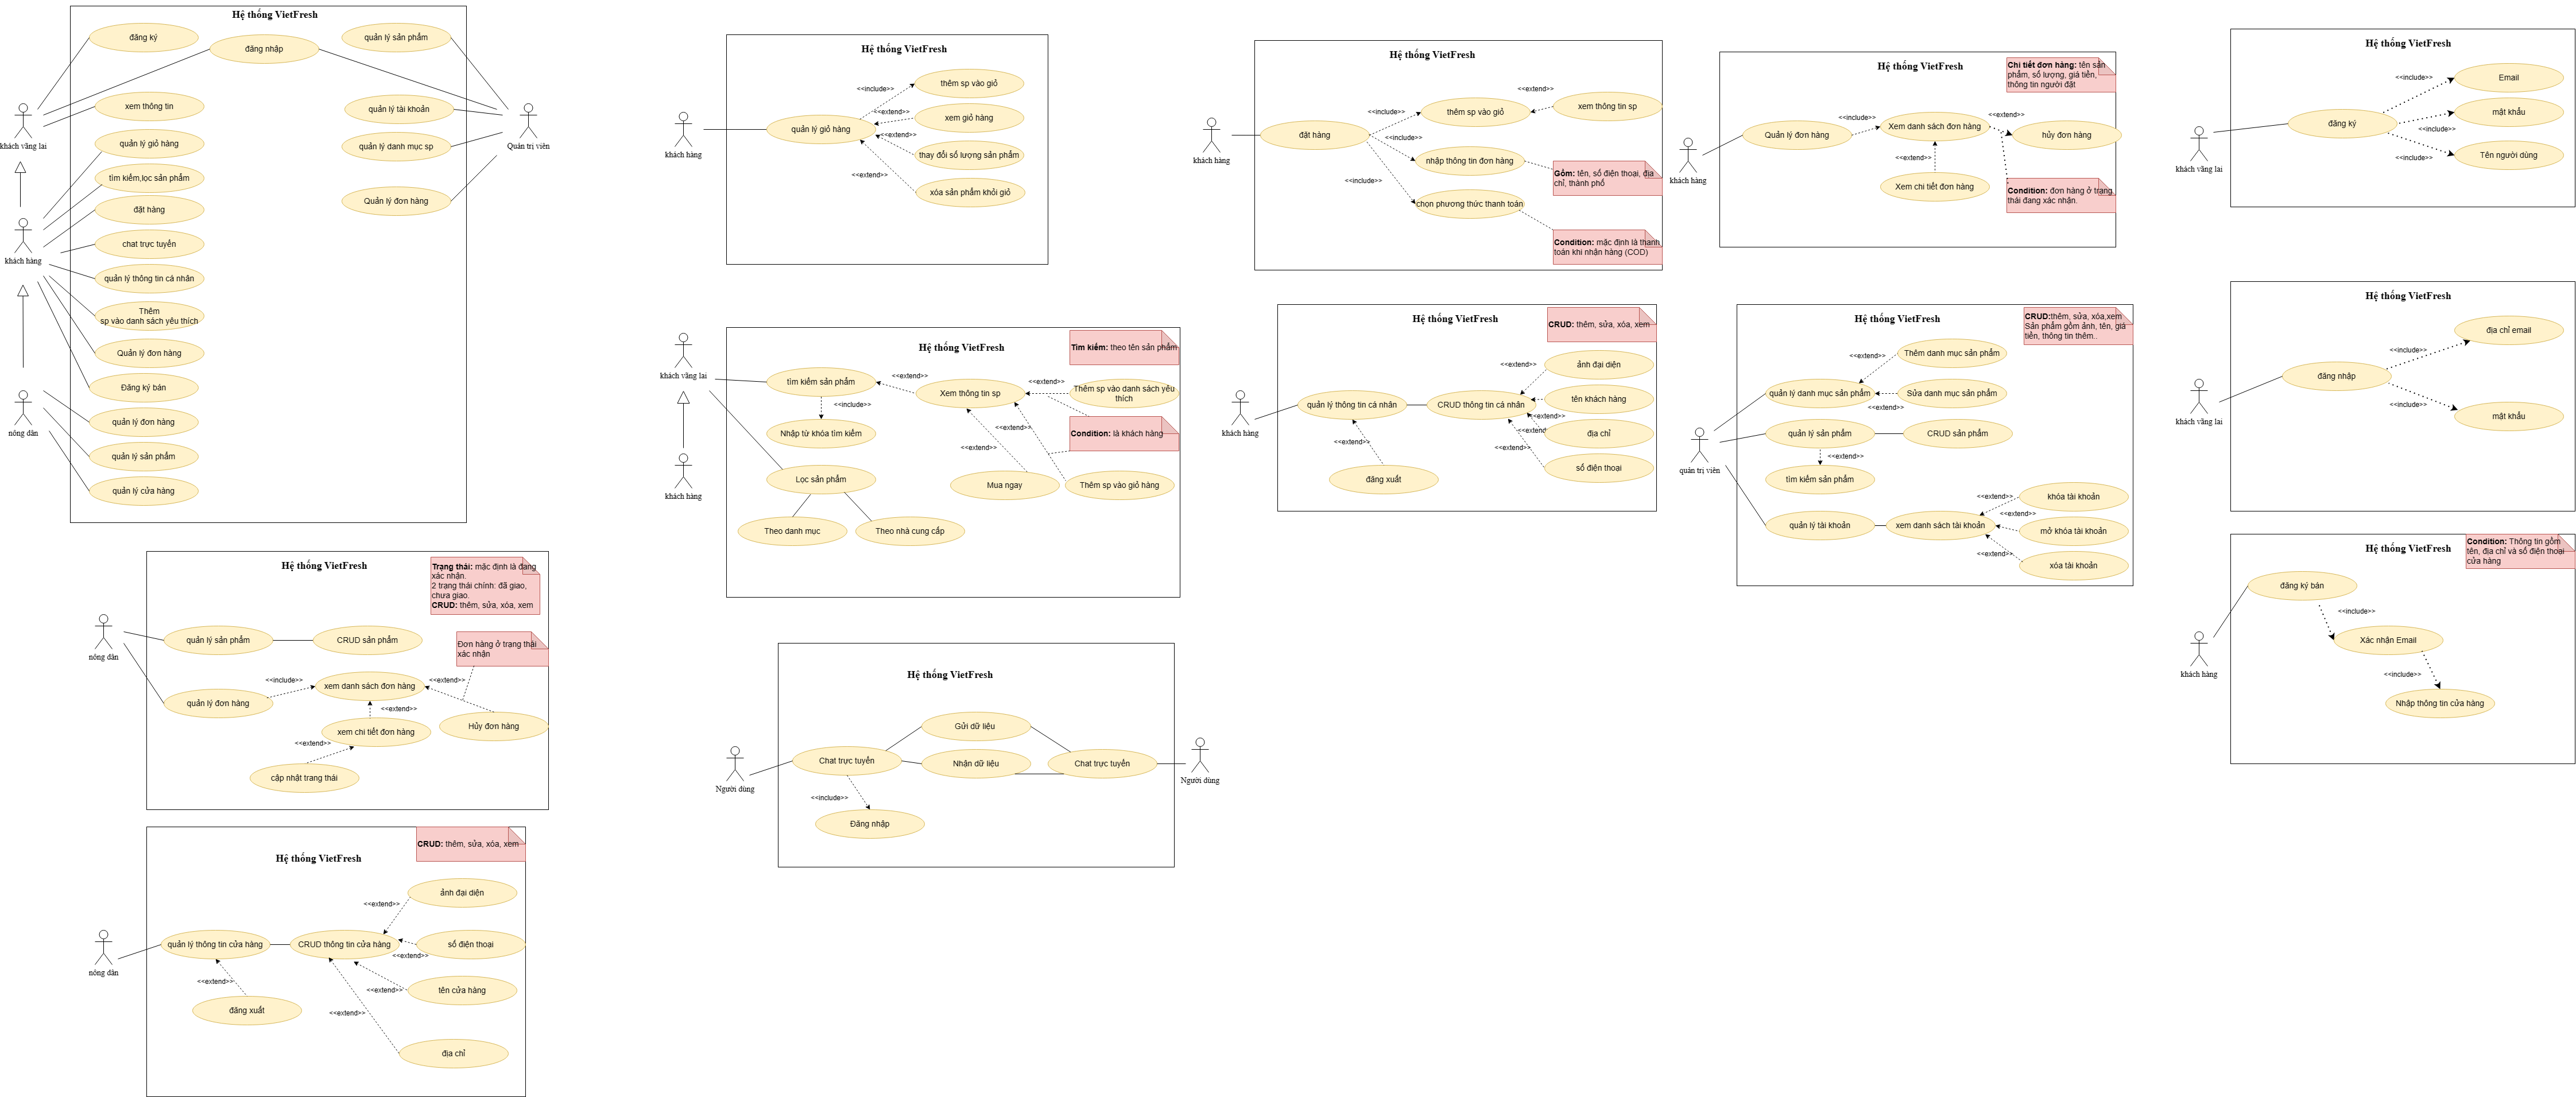 Hệ thống VietFresh
đăng ký
đăng nhập
quản lý sản phẩm
xem thông tin
quản lý tài khoản
quản lý giỏ hàng
quản lý danh mục sp
tìm kiếm,lọc sản phẩm
đặt hàng
Quản lý đơn hàng
chat trực tuyến
quản lý thông tin cá nhân
Thêm
sp vào danh sách yêu thích
Quản lý đơn hàng
Đăng ký bán
quản lý đơn hàng
quản lý sản phẩm
quản lý cửa hàng
khách vãng lai
khách hàng
nông dân
Quản trị viên
Hệ thống VietFresh
khách hàng
quản lý giỏ hàng
<<include>>
thêm sp vào giỏ
<<extend>>
xem giỏ hàng
<<extend>>
thay đổi số lượng sản phẩm
<<extend>>
xóa sản phẩm khỏi giỏ
Hệ thống VietFresh
khách hàng
đặt hàng
<<include>>
thêm sp vào giỏ
<<extend>>
xem thông tin sp
<<include>>
nhập thông tin đơn hàng
Gồm: tên, số điện thoại, địa
chỉ, thành phố
<<include>>
chọn phương thức thanh toán
Condition: mặc định là thanh
toán khi nhận hàng (COD)
Hệ thống VietFresh
Chi tiết đơn hàng: tên sản
phẩm, số lượng, giá tiền,
thông tin người đặt
khách hàng
Quản lý đơn hàng
<<include>>
Xem danh sách đơn hàng
<<extend>>
hủy đơn hàng
<<extend>>
Xem chi tiết đơn hàng
Condition: đơn hàng ở trạng
thái đang xác nhận.
Hệ thống VietFresh
khách vãng lai
đăng ký
<<include>>
Email
mật khẩu
<<include>>
<<include>>
Tên người dùng
Hệ thống VietFresh
khách vãng lai
khách hàng
Tìm kiếm: theo tên sản phẩm
tìm kiếm sản phẩm
<<extend>>
Xem thông tin sp
<<extend>>
Thêm sp vào danh sách yêu
thích
<<include>>
Nhập từ khóa tìm kiếm
<<extend>>
Condition: là khách hàng
<<extend>>
Lọc sản phẩm
Mua ngay
Thêm sp vào giỏ hàng
Theo danh mục
Theo nhà cung cấp
Hệ thống VietFresh
CRUD: thêm, sửa, xóa, xem
khách hàng
quản lý thông tin cá nhân
CRUD thông tin cá nhân
<<extend>>
ảnh đại diện
tên khách hàng
<<extend>>
địa chỉ
<<extend>>
số điện thoại
<<extend>>
đăng xuất
Hệ thống VietFresh
CRUD:thêm, sửa, xóa,xem
Sản phẩm gồm ảnh, tên, giá
tiền, thông tin thêm..
quản trị viên
<<extend>>
Thêm danh mục sản phẩm
quản lý danh mục sản phẩm
Sửa danh mục sản phẩm
<<extend>>
quản lý sản phẩm
CRUD sản phẩm
<<extend>>
tìm kiếm sản phẩm
quản lý tài khoản
xem danh sách tài khoản
<<extend>>
khóa tài khoản
<<extend>>
mở khóa tài khoản
<<extend>>
xóa tài khoản
Hệ thống VietFresh
khách vãng lai
đăng nhập
<<include>>
địa chỉ email
<<include>>
mật khẩu
Hệ thống VietFresh
Trạng thái: mặc định là đang
xác nhận.
2 trạng thái chính: đã giao,
chưa giao.
CRUD: thêm, sửa, xóa, xem
nông dân
quản lý sản phẩm
CRUD sản phẩm
Đơn hàng ở trạng thái
xác nhận
quản lý đơn hàng
<<include>>
xem danh sách đơn hàng
<<extend>>
<<extend>>
xem chi tiết đơn hàng
Hủy đơn hàng
<<extend>>
cập nhật trạng thái
Hệ thống VietFresh
Người dùng
Chat trực tuyến
Gửi dữ liệu
Nhận dữ liệu
Chat trực tuyến
Người dùng
<<include>>
Đăng nhập
Hệ thống VietFresh
Condition: Thông tin gồm
tên, địa chỉ và số điện thoại
cửa hàng
khách hàng
đăng ký bán
<<include>>
Xác nhận Email
<<include>>
Nhập thông tin cửa hàng
Hệ thống VietFresh
CRUD: thêm, sửa, xóa, xem
nông dân
quản lý thông tin cửa hàng
CRUD thông tin cửa hàng
<<extend>>
ảnh đại diện
số điện thoại
<<extend>>
<<extend>>
tên cửa hàng
<<extend>>
đăng xuất
<<extend>>
địa chỉ